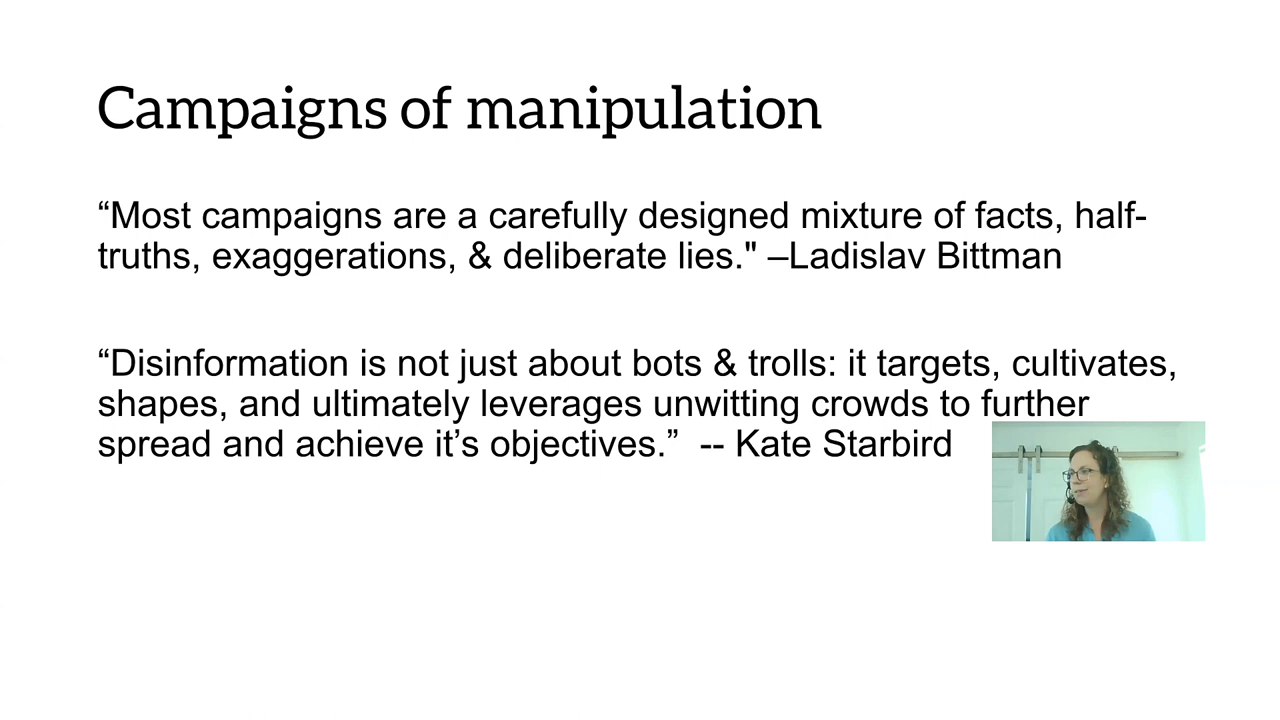 Campaigns of manipulation
“Most campaigns are a carefully designed mixture of facts, half-
truths, exaggerations, & deliberate lies." –Ladislav Bittman
“Disinformation is not just about bots & trolls: it targets, cultivates,
shapes, and ultimately leverages unwitting crowds to further
spread and achieve it’s objectives.”  -- Kate Starbird